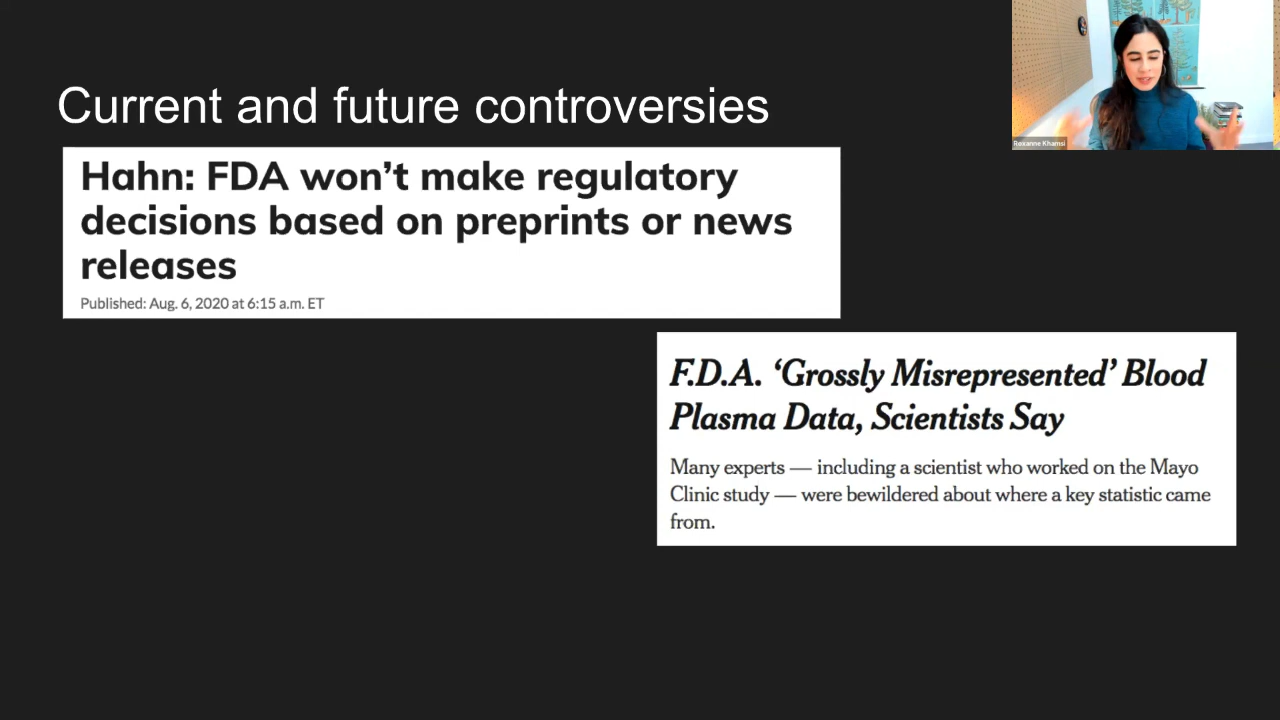 Current and future controversies
Hahn: FDA won’t make regulatory
decisions based on preprints or news
releases
Published: Aug. 6, 2020 at 6:15 a.m. ET
F.D.A. ‘Grossly Misrepresented’ Blood
Plasma Data, Scientists Say
Many experts — including a scientist who worked on the Mayo
Clinic study — were bewildered about where a key statistic came
from.
Roxanne Khamsi